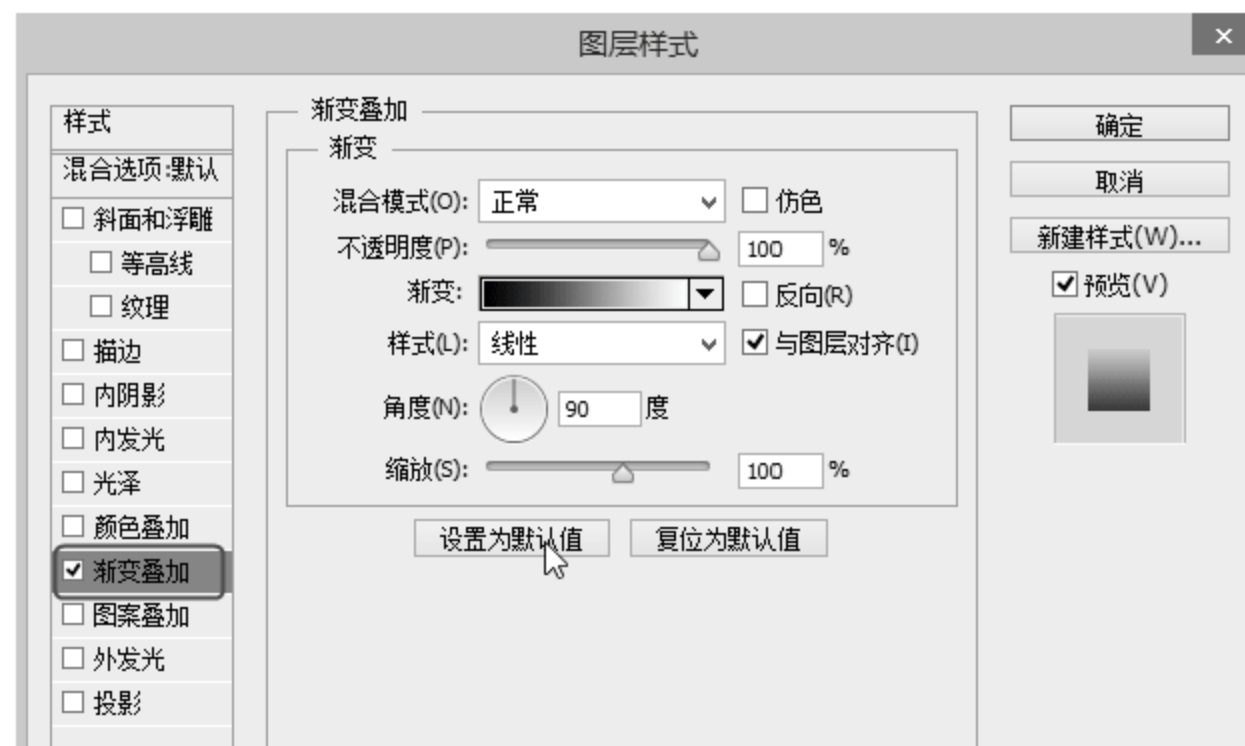 图层样式
样式
混合选项:默认
斜面和浮雕
等高线
纹理
描边
内阴影
内发光
光泽
颜色叠加
渐变叠加
图案叠加
外发光
投影
渐变叠加
渐变
混合模式(O): 正常 仿色
不透明度(P): 100 %
渐变: 反向(R)
样式(L): 线性 与图层对齐(I)
角度(N): 90 度
缩放(S): 100 %
设置为默认值 复位为默认值
确定
取消
新建样式(W)...
预览(V)